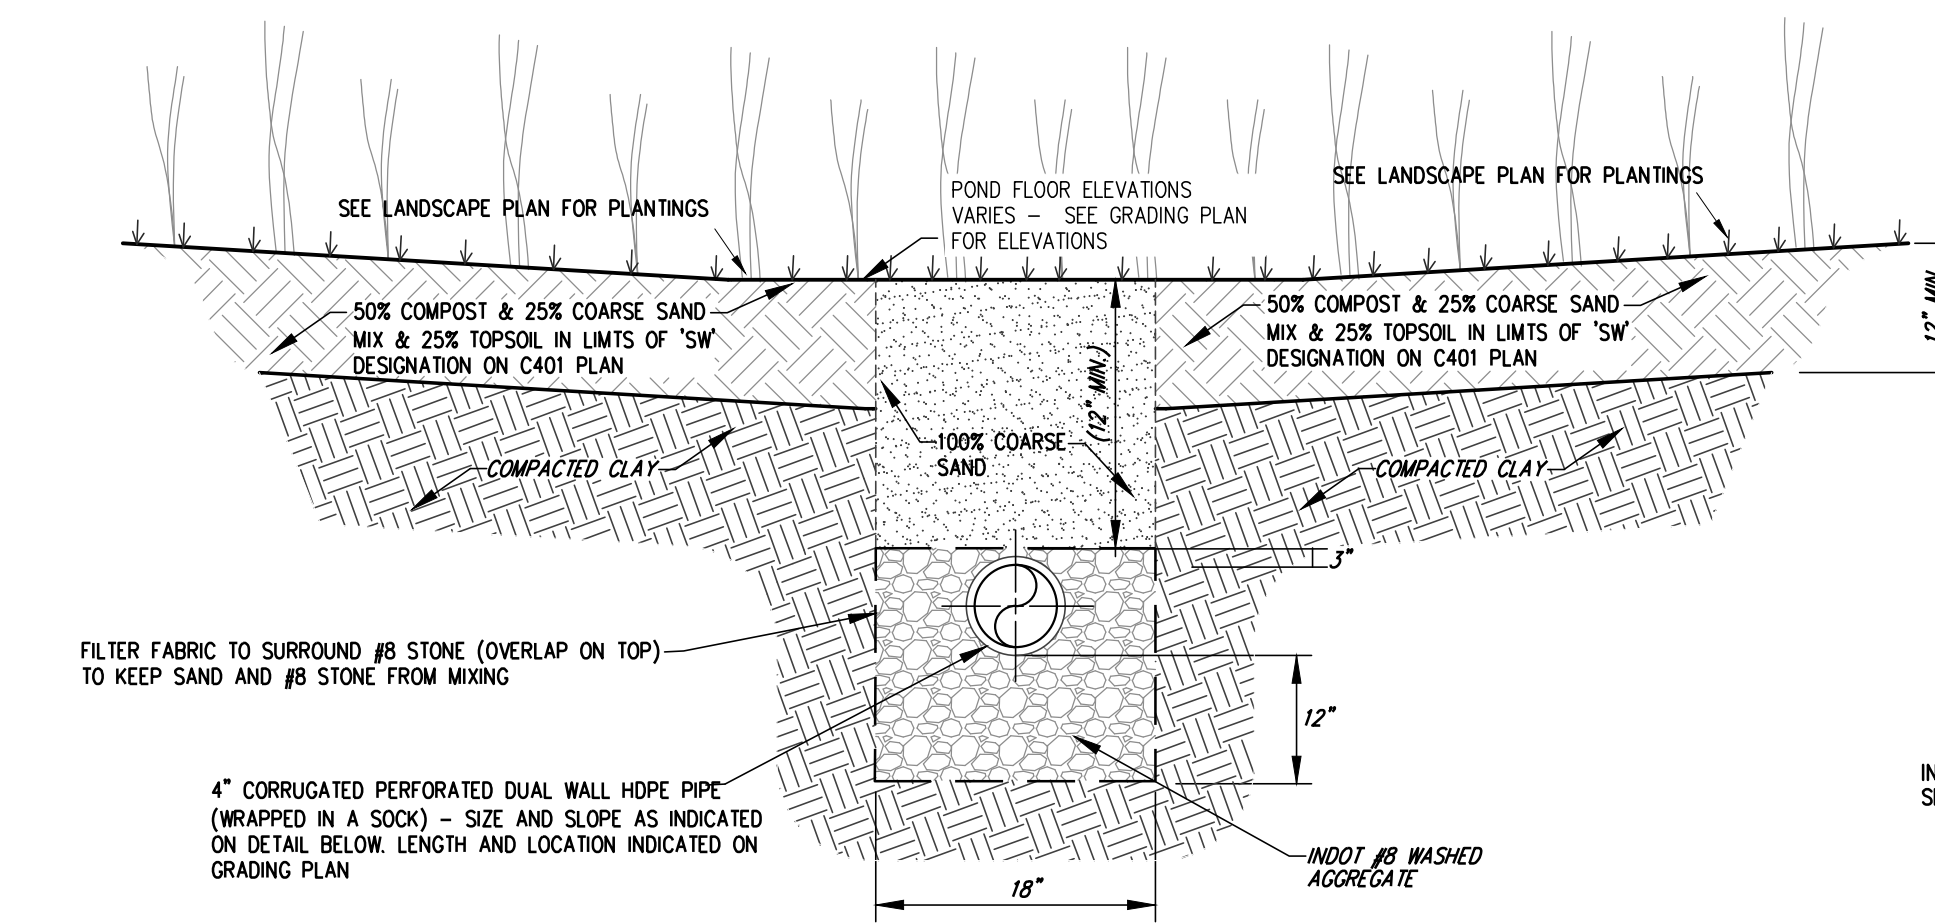 SEE LANDSCAPE PLAN FOR PLANTINGS
SEE LANDSCAPE PLAN FOR PLANTINGS
POND FLOOR ELEVATIONS
VARIES – SEE GRADING PLAN
FOR ELEVATIONS
50% COMPOST & 25% COARSE SAND
MIX & 25% TOPSOIL IN LIMTS OF 'SW'
DESIGNATION ON C401 PLAN
50% COMPOST & 25% COARSE SAND
MIX & 25% TOPSOIL IN LIMTS OF 'SW'
DESIGNATION ON C401 PLAN
12" MIN
(12" MIN.)
100% COARSE
SAND
COMPACTED CLAY
COMPACTED CLAY
3"
FILTER FABRIC TO SURROUND #8 STONE (OVERLAP ON TOP)
TO KEEP SAND AND #8 STONE FROM MIXING
12"
4" CORRUGATED PERFORATED DUAL WALL HDPE PIPE
(WRAPPED IN A SOCK) – SIZE AND SLOPE AS INDICATED
ON DETAIL BELOW. LENGTH AND LOCATION INDICATED ON
GRADING PLAN
INDOT #8 WASHED
AGGREGATE
18"